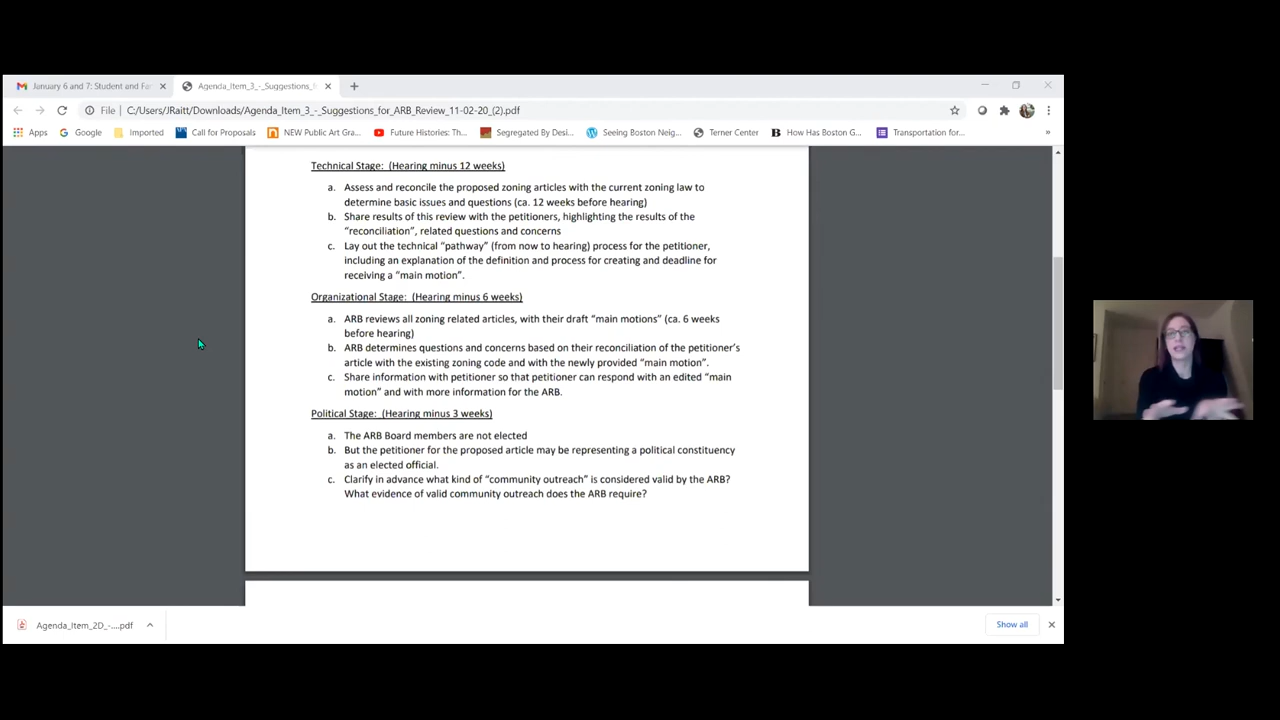 January 6 and 7: Student and Fa
Agenda_Item_3_-_Suggestions_f
File
C:/Users/JRaitt/Downloads/Agenda_Item_3_-_Suggestions_for_ARB_Review_11-02-20_(2).pdf
Apps Google Imported Call for Proposals NEW Public Art Gra... Future Histories: Th... Segregated By Desi... Seeing Boston Neig... Terner Center How Has Boston G... Transportation for... »
Technical Stage: (Hearing minus 12 weeks)
a. Assess and reconcile the proposed zoning articles with the current zoning law to
determine basic issues and questions (ca. 12 weeks before hearing)
b. Share results of this review with the petitioners, highlighting the results of the
“reconciliation”, related questions and concerns
c. Lay out the technical “pathway” (from now to hearing) process for the petitioner,
including an explanation of the definition and process for creating and deadline for
receiving a “main motion”.
Organizational Stage: (Hearing minus 6 weeks)
a. ARB reviews all zoning related articles, with their draft “main motions” (ca. 6 weeks
before hearing)
b. ARB determines questions and concerns based on their reconciliation of the petitioner’s
article with the existing zoning code and with the newly provided “main motion”.
c. Share information with petitioner so that petitioner can respond with an edited “main
motion” and with more information for the ARB.
Political Stage: (Hearing minus 3 weeks)
a. The ARB Board members are not elected
b. But the petitioner for the proposed article may be representing a political constituency
as an elected official.
c. Clarify in advance what kind of “community outreach” is considered valid by the ARB?
What evidence of valid community outreach does the ARB require?
Agenda_Item_2D_-....pdf
Show all